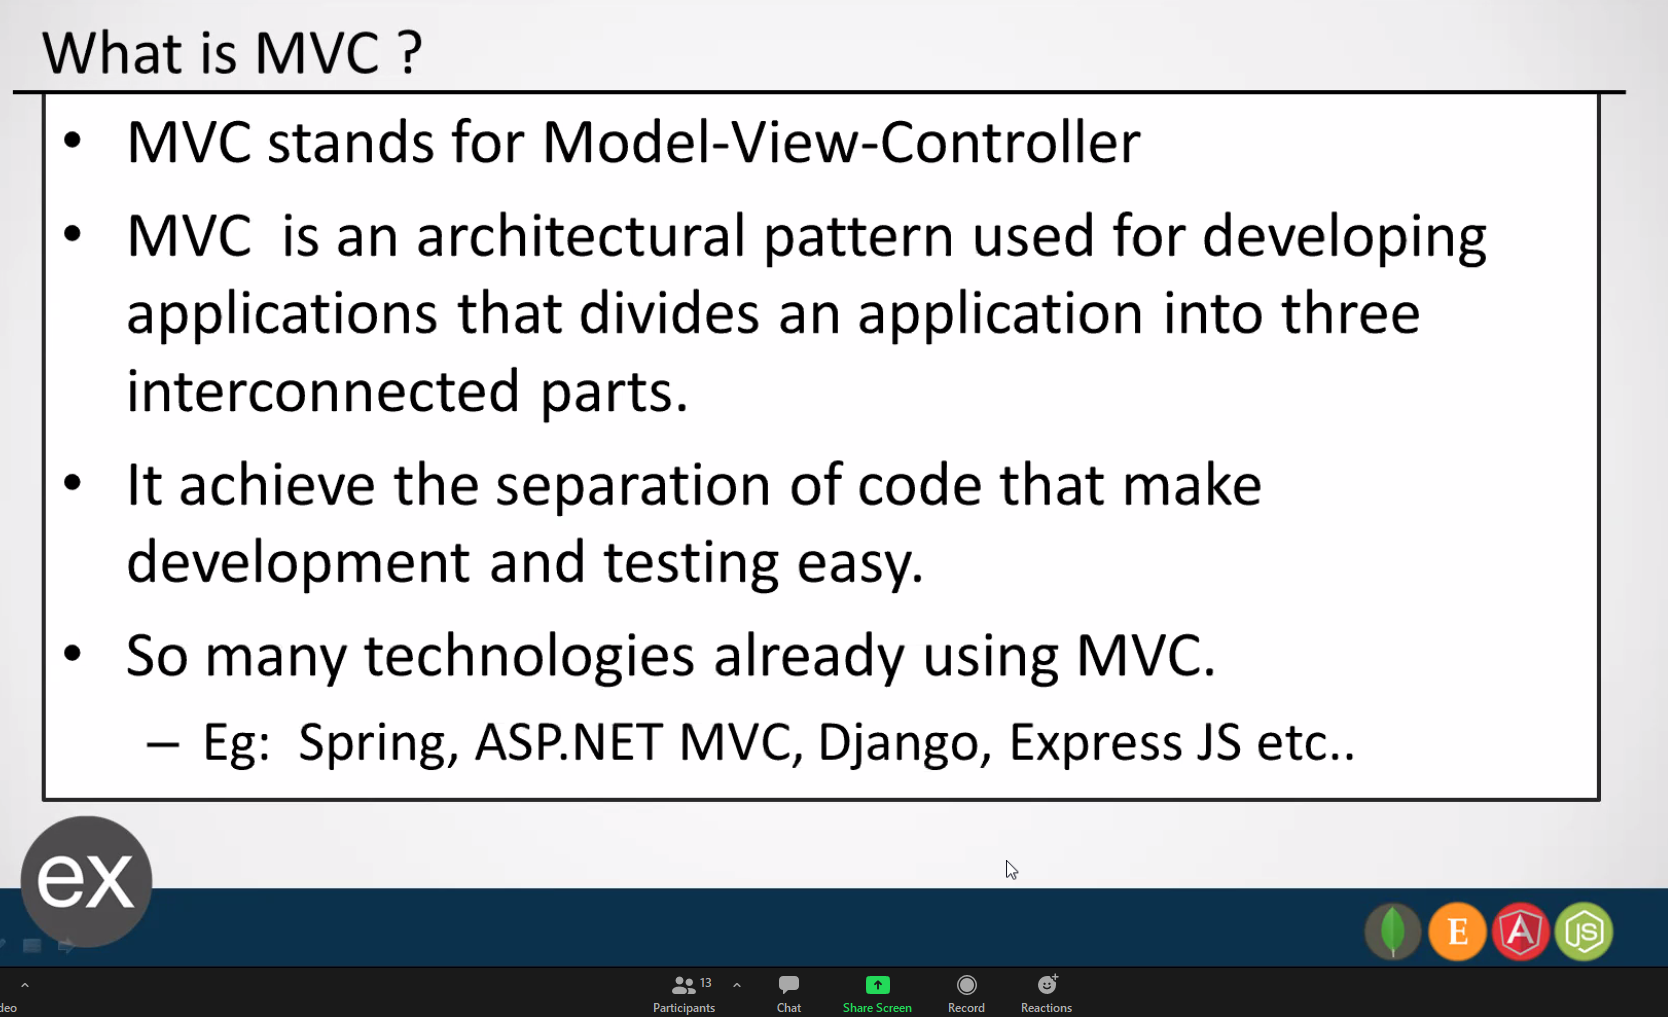 What is MVC ?
• MVC stands for Model-View-Controller
• MVC  is an architectural pattern used for developing
applications that divides an application into three
interconnected parts.
• It achieve the separation of code that make
development and testing easy.
• So many technologies already using MVC.
– Eg:  Spring, ASP.NET MVC, Django, Express JS etc..
ex
E
A
JS
13
deo
Participants
Chat
Share Screen
Record
Reactions